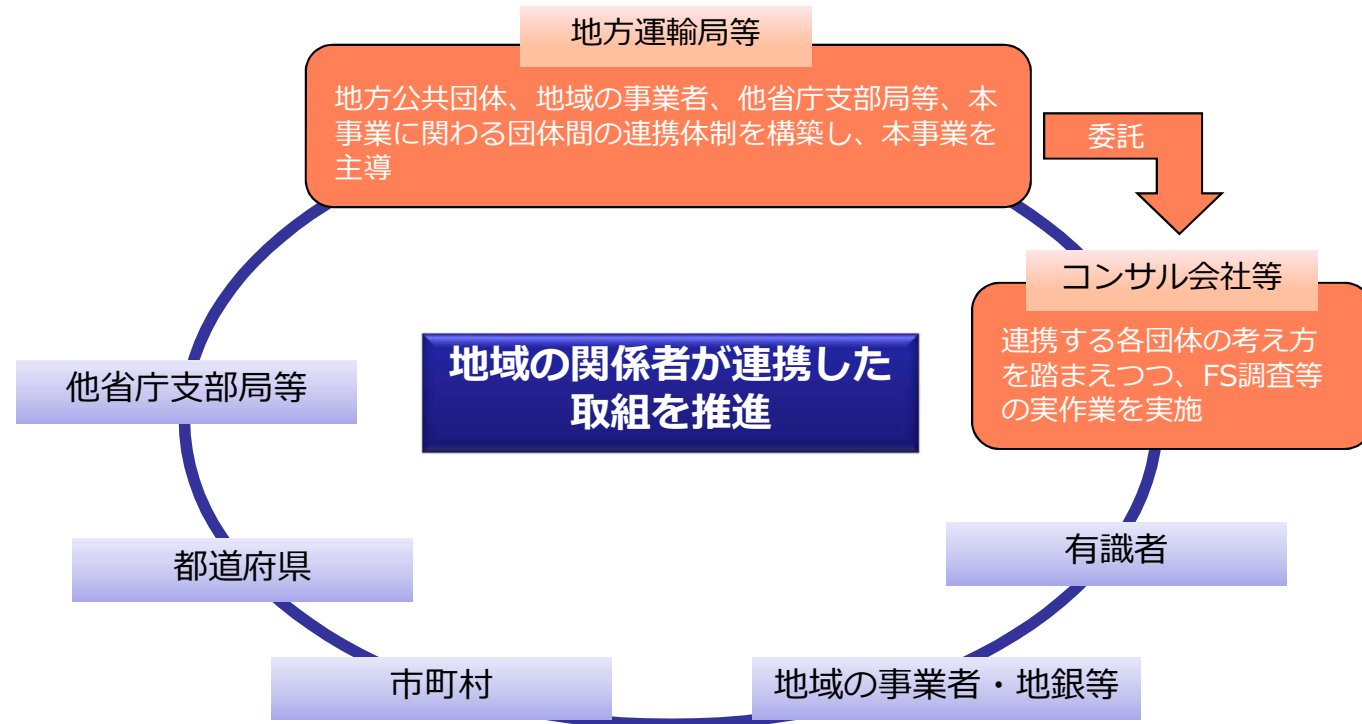 地方運輸局等
地方公共団体、地域の事業者、他省庁支部局等、本
事業に関わる団体間の連携体制を構築し、本事業を
主導
委託
コンサル会社等
連携する各団体の考え方
を踏まえつつ、FS調査等
の実作業を実施
地域の関係者が連携した
取組を推進
他省庁支部局等
都道府県
有識者
市町村
地域の事業者・地銀等